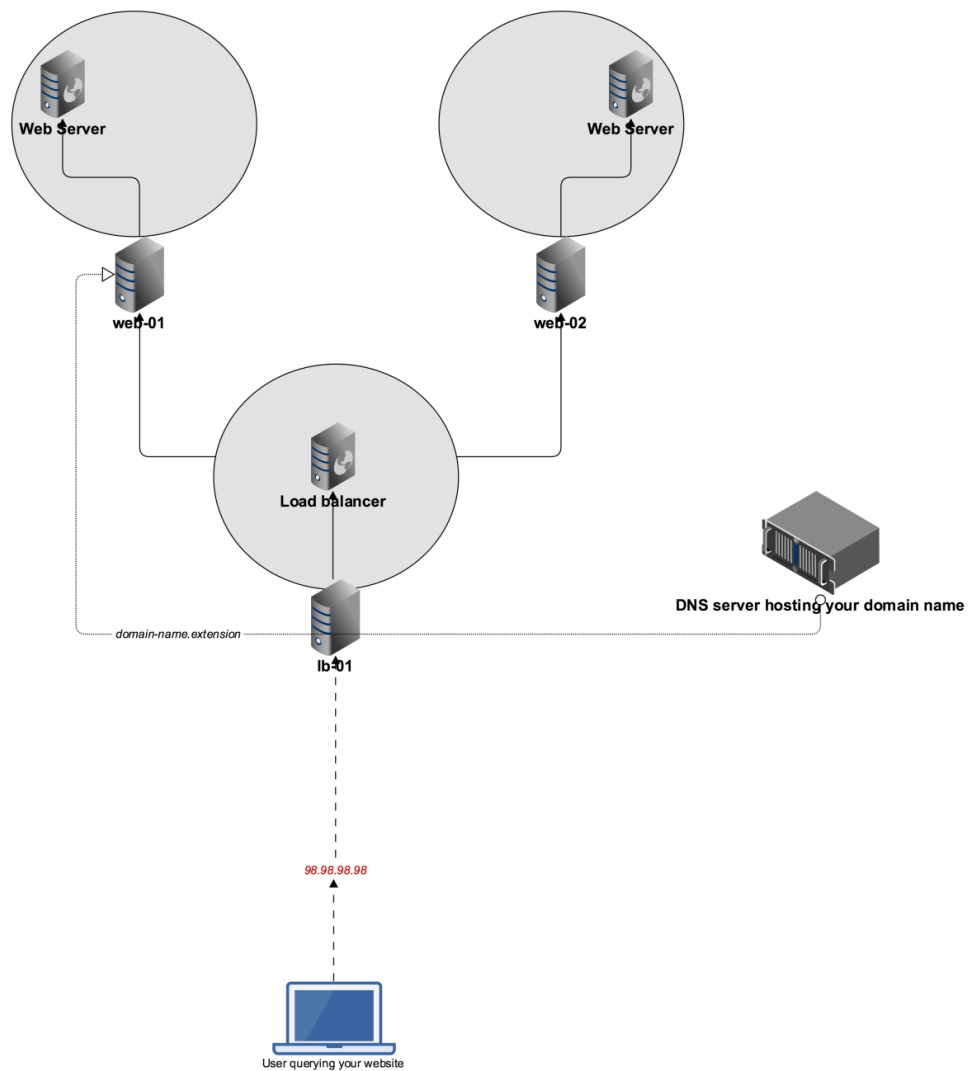 Web Server
Web Server
web-01
web-02
Load balancer
DNS server hosting your domain name
domain-name.extension
lb-01
98.98.98.98
User querying your website